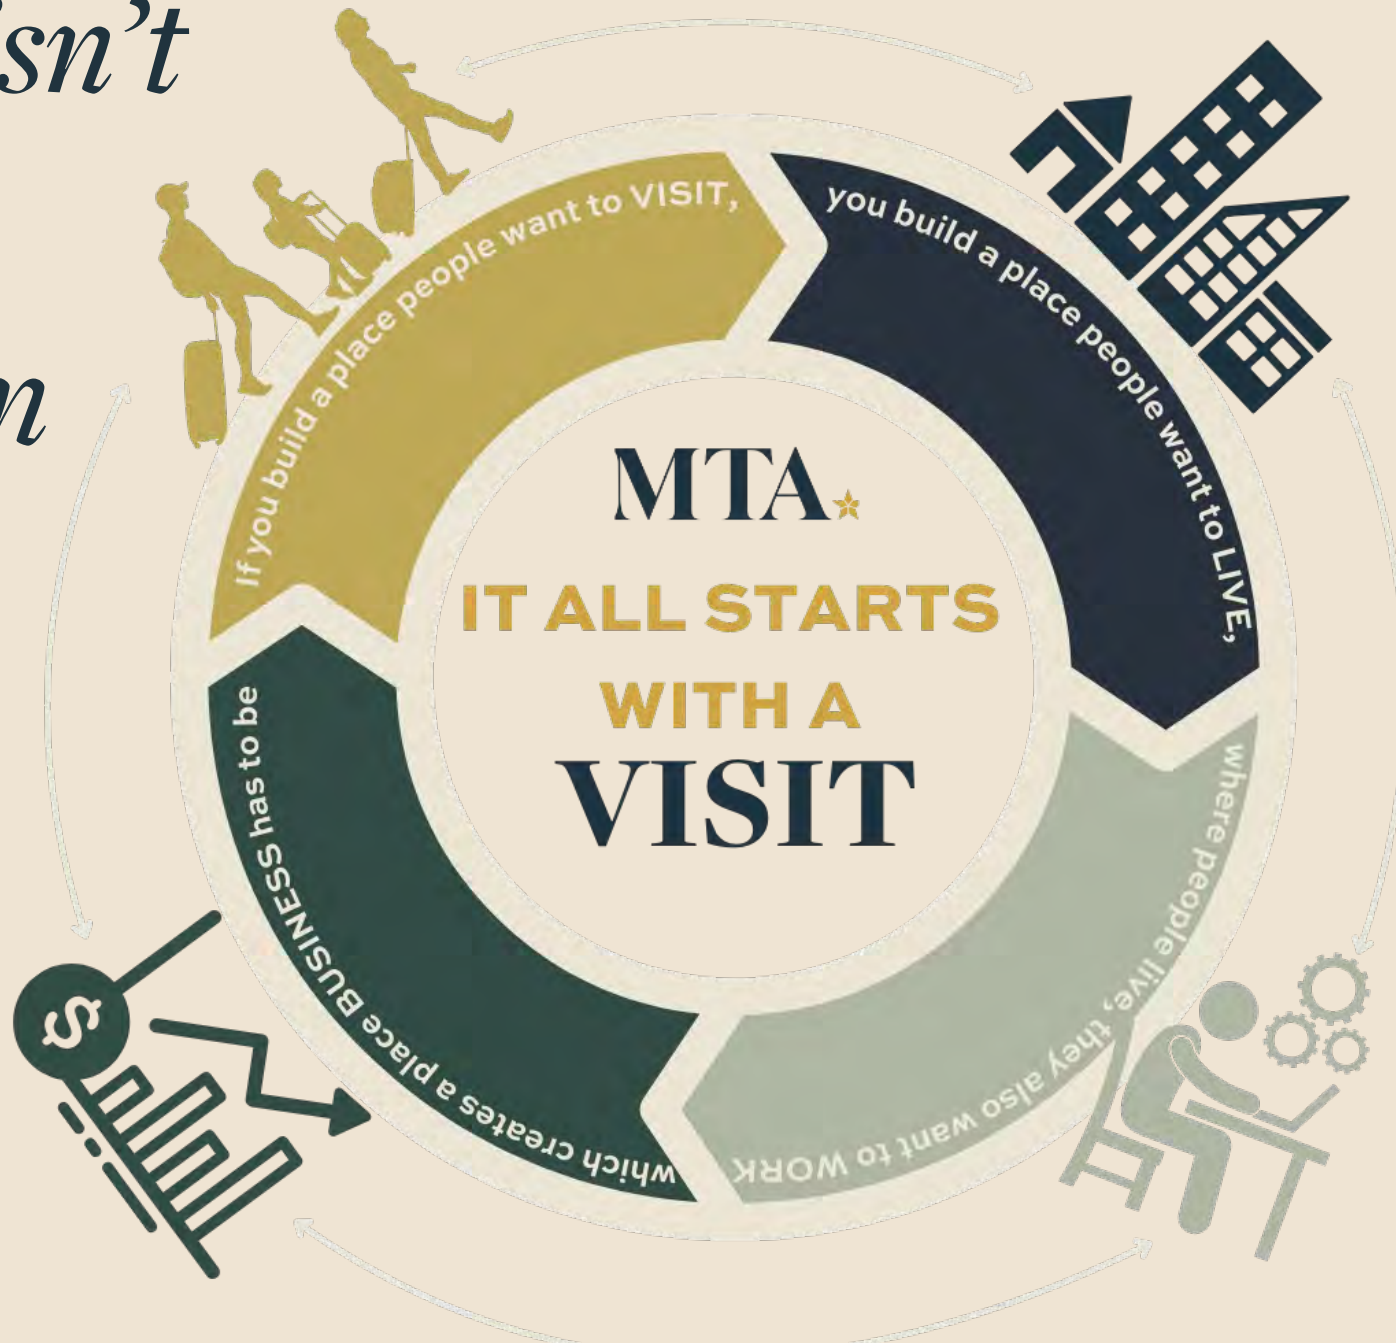 isn’t
n
If you build a place people want to VISIT,
you build a place people want to LIVE,
where people live, they also want to WORK
which creates a place BUSINESS has to be
MTA
IT ALL STARTS
WITH A
VISIT
$